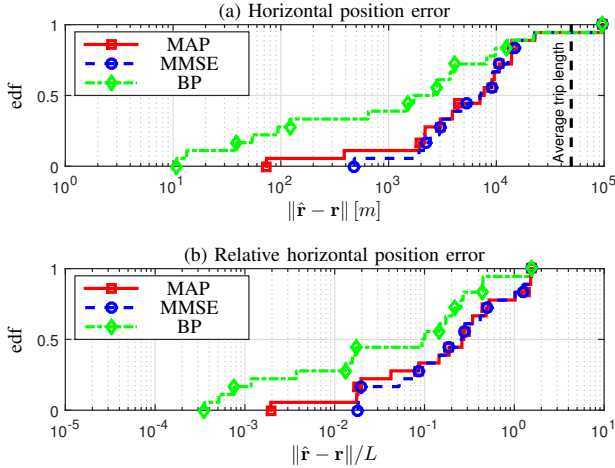 (a) Horizontal position error
MAP
MMSE
BP
Average trip length
edf
1
0.5
0
10^0
10^1
10^2
10^3
10^4
10^5
‖r̂ − r‖ [m]
(b) Relative horizontal position error
MAP
MMSE
BP
edf
1
0.5
0
10^-5
10^-4
10^-3
10^-2
10^-1
10^0
10^1
‖r̂ − r‖/L